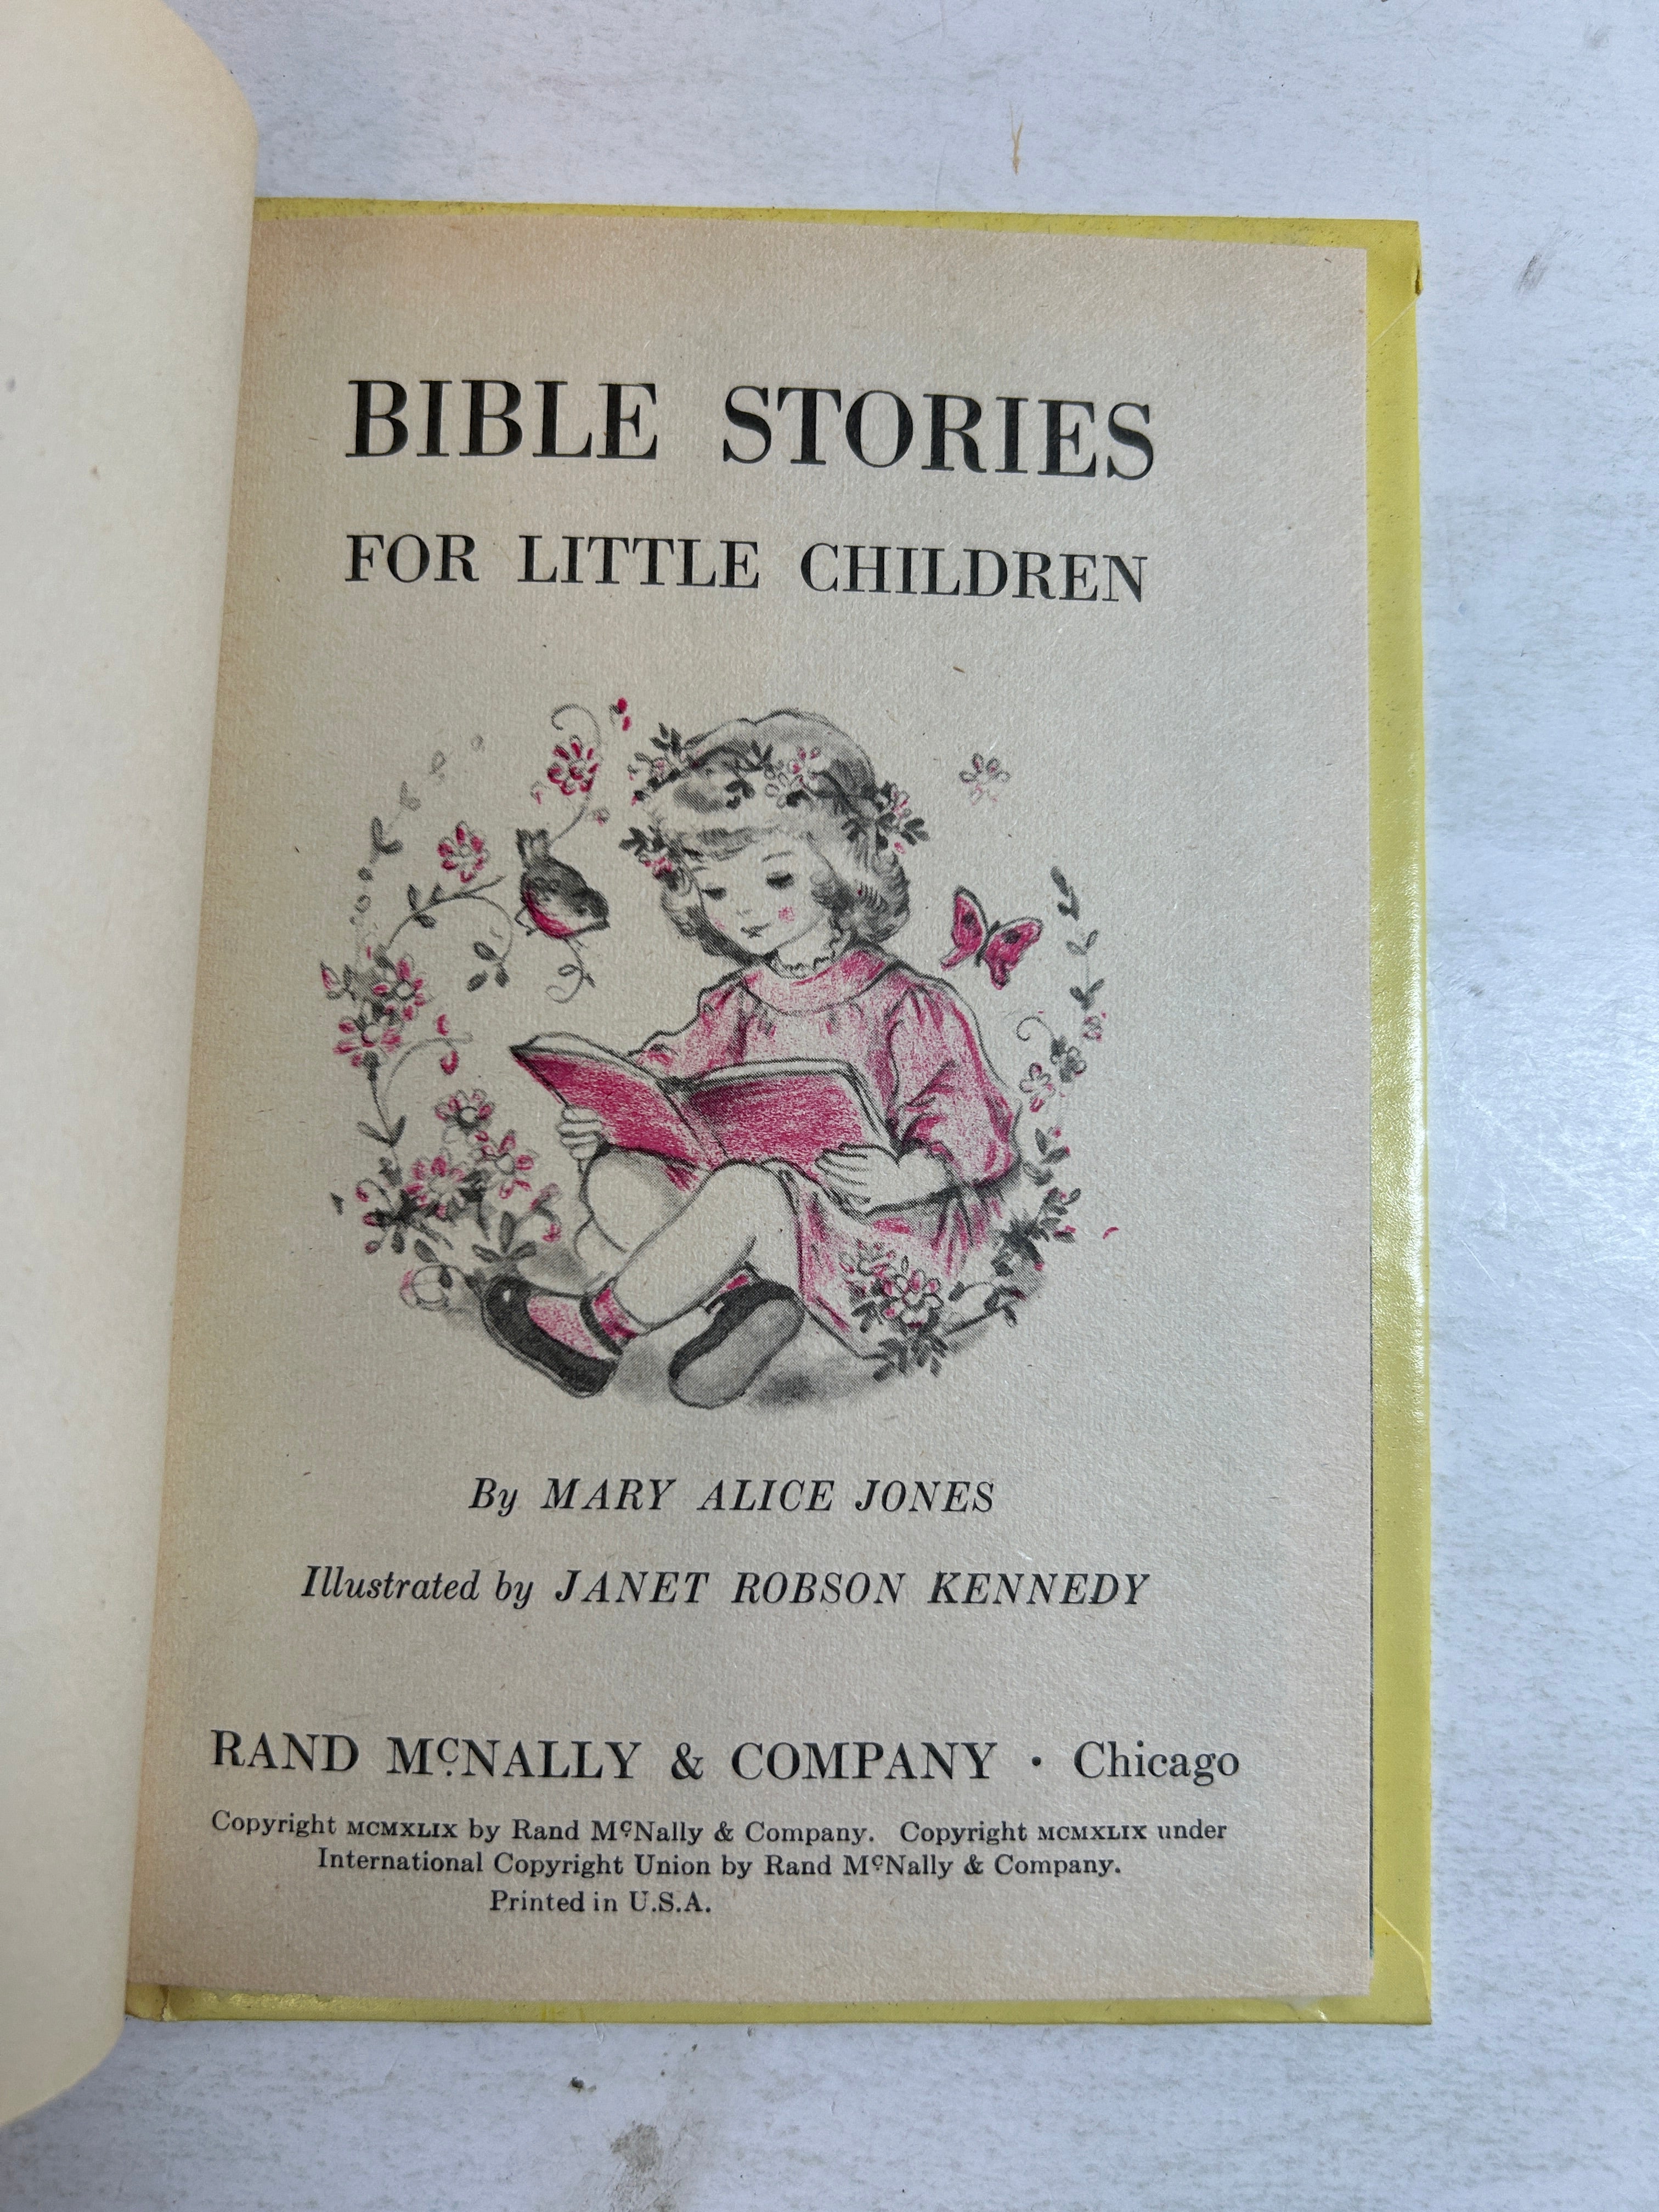 BIBLE STORIES
FOR LITTLE CHILDREN
By MARY ALICE JONES
Illustrated by JANET ROBSON KENNEDY
RAND McNALLY & COMPANY · Chicago
Copyright MCMXLIX by Rand McNally & Company. Copyright MCMXLIX under
International Copyright Union by Rand McNally & Company.
Printed in U.S.A.